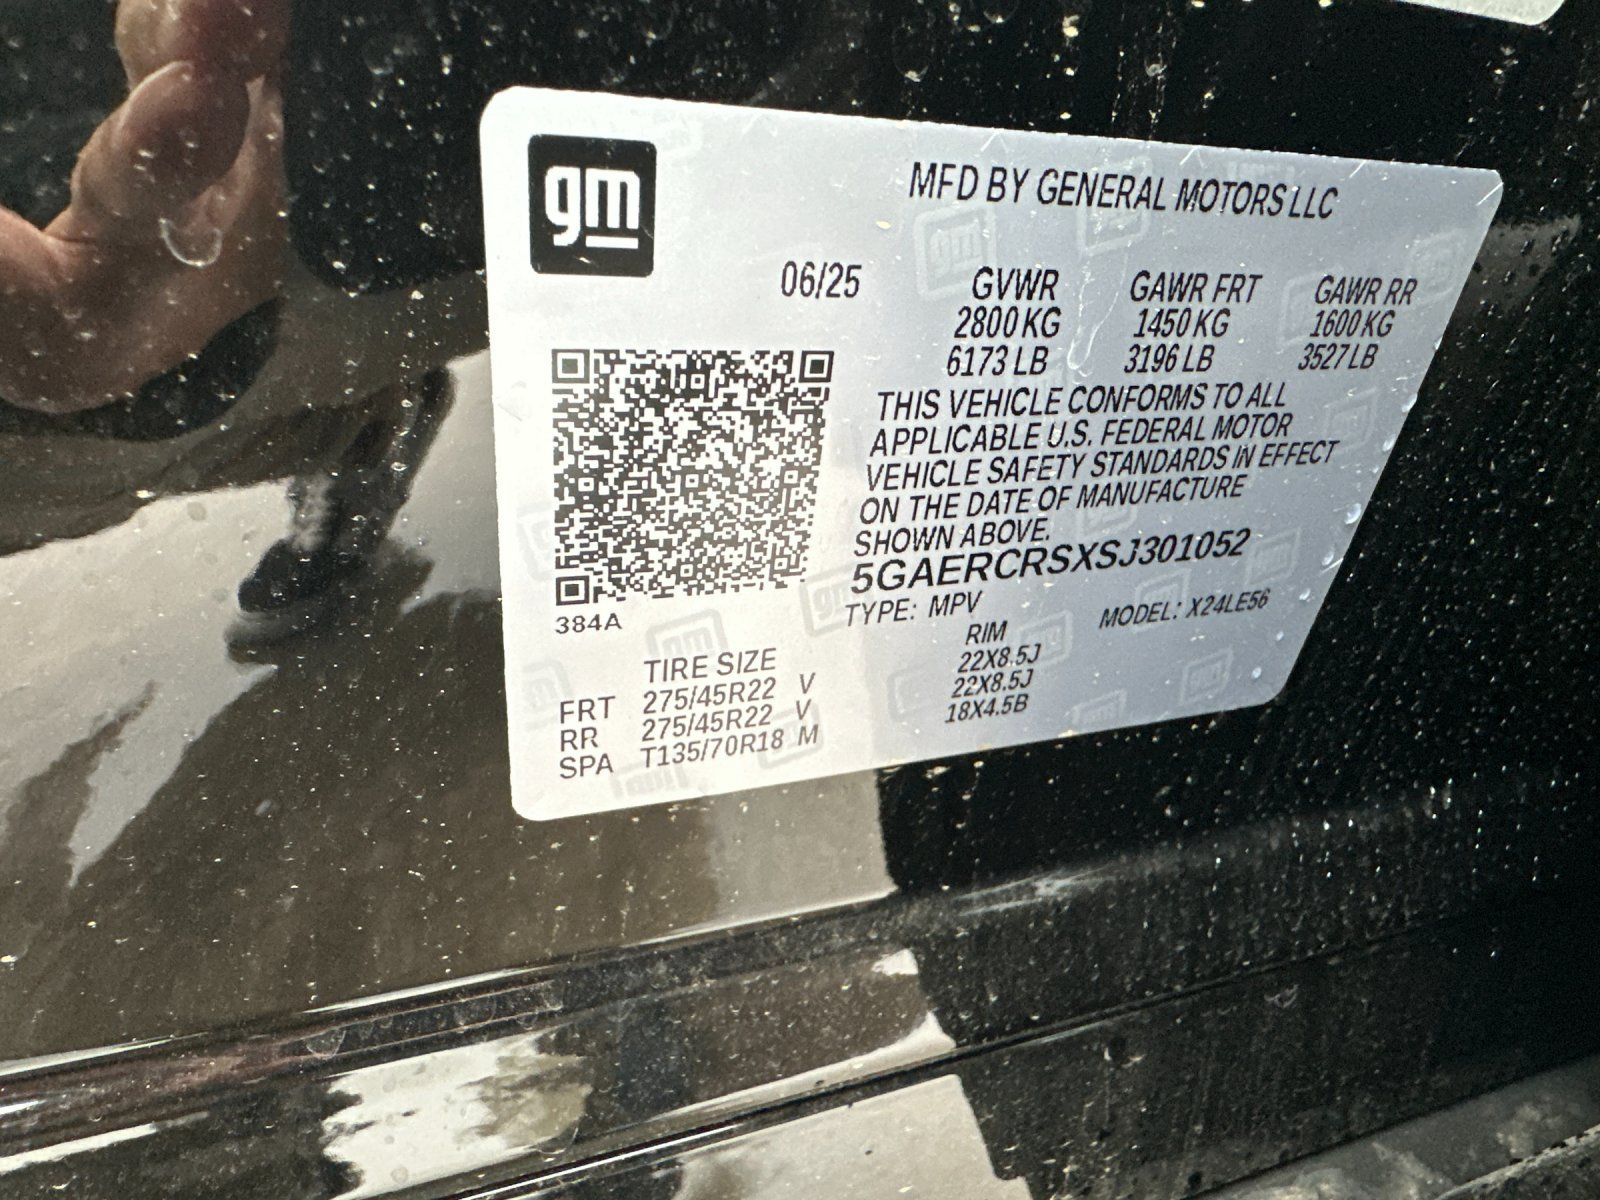 gm
MFD BY GENERAL MOTORS LLC
06/25 GVWR GAWR FRT GAWR RR
2800 KG 1450 KG 1600 KG
6173 LB 3196 LB 3527 LB
THIS VEHICLE CONFORMS TO ALL
APPLICABLE U.S. FEDERAL MOTOR
VEHICLE SAFETY STANDARDS IN EFFECT
ON THE DATE OF MANUFACTURE
SHOWN ABOVE.
5GAERCRSXSJ301052
TYPE: MPV MODEL: X24LE56
384A
TIRE SIZE RIM
FRT 275/45R22 V 22X8.5J
RR 275/45R22 V 22X8.5J
SPA T135/70R18 M 18X4.5B